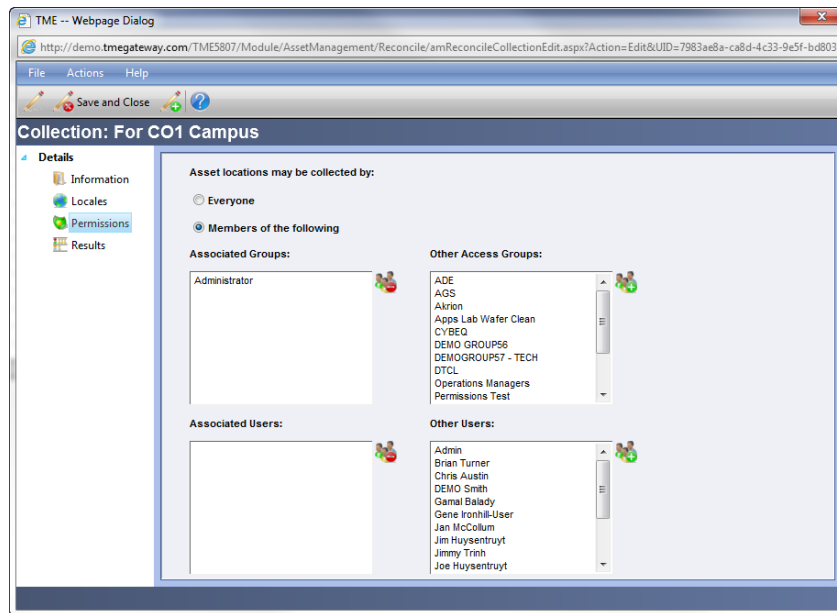 TME -- Webpage Dialog
http://demo.tmegateway.com/TME5807/Module/AssetManagement/Reconcile/amReconcileCollectionEdit.aspx?Action=Edit&UID=7983ae8a-ca8d-4c33-9e5f-bd803
File Actions Help
Save and Close
Collection: For CO1 Campus
Details
Information
Locales
Permissions
Results
Asset locations may be collected by:
Everyone
Members of the following
Associated Groups:
Administrator
Other Access Groups:
ADE
AGS
Akrion
Apps Lab Wafer Clean
CYBEQ
DEMO GROUP56
DEMOGROUP57 - TECH
DTCL
Operations Managers
Permissions Test
Associated Users:
Other Users:
Admin
Brian Turner
Chris Austin
DEMO Smith
Gamal Balady
Gene Ironhill-User
Jan McCollum
Jim Huysentruyt
Jimmy Trinh
Joe Huysentruyt